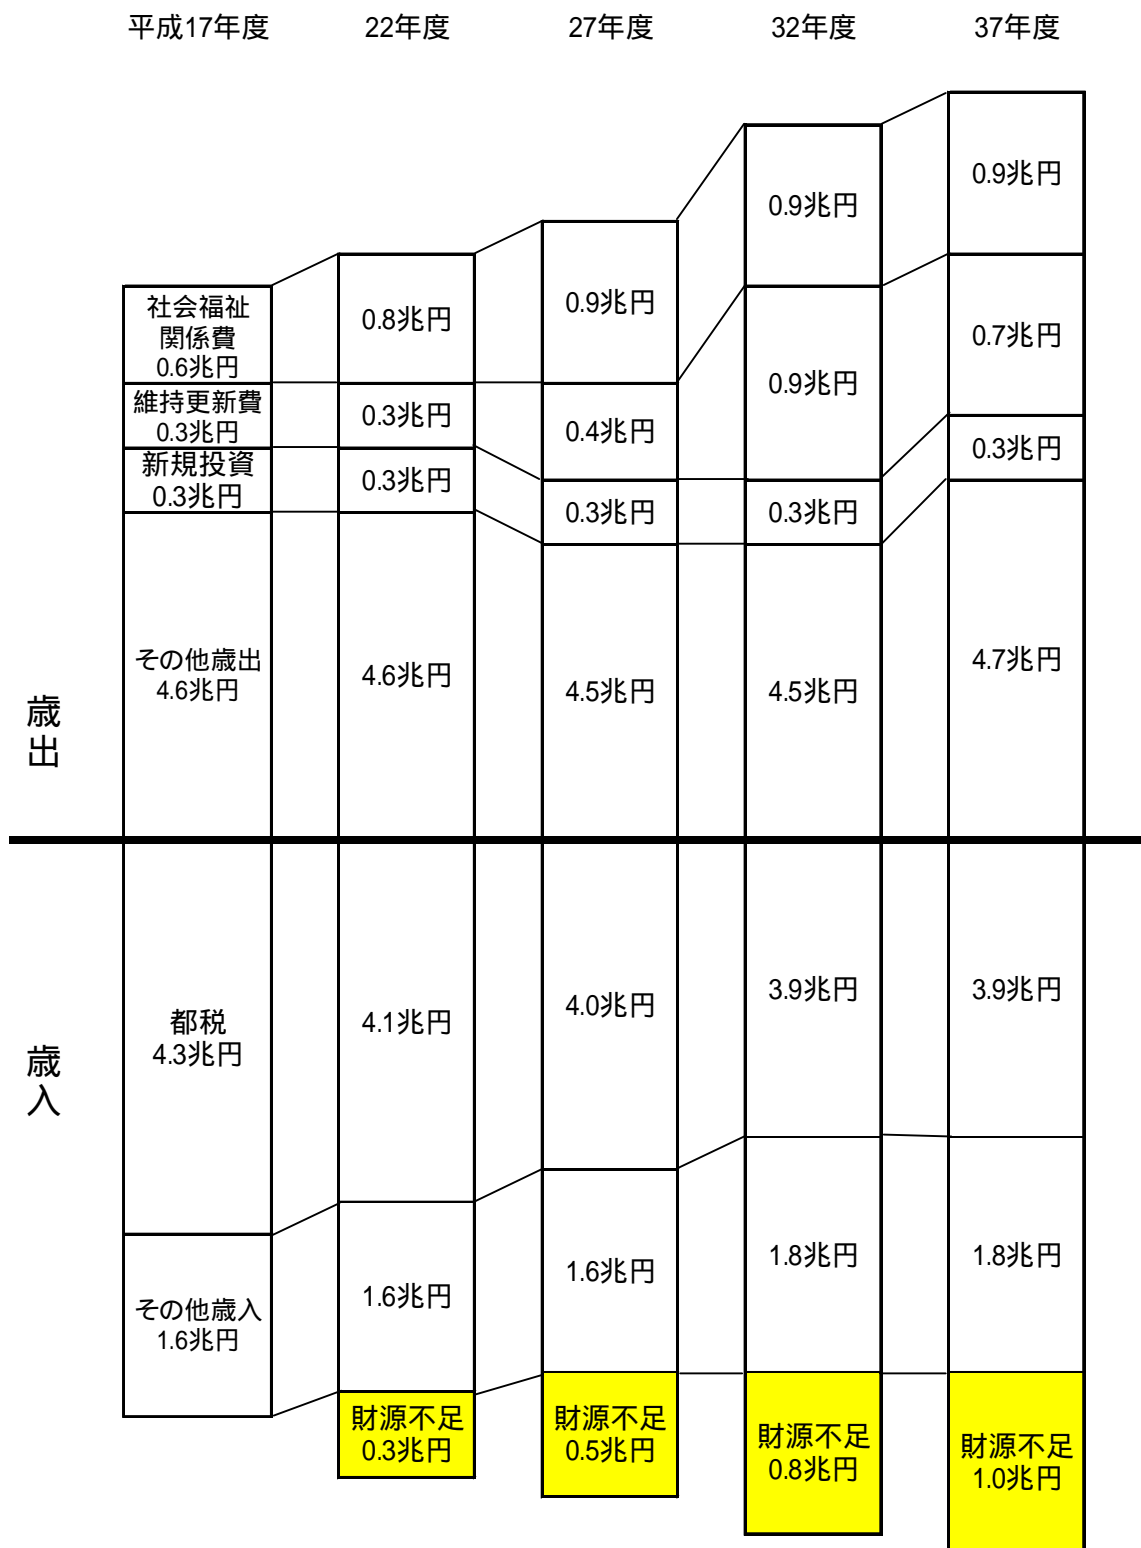 平成17年度 22年度 27年度 32年度 37年度
歳出
社会福祉
関係費
0.6兆円
維持更新費
0.3兆円
新規投資
0.3兆円
その他歳出
4.6兆円
0.8兆円
0.3兆円
0.3兆円
4.6兆円
0.9兆円
0.4兆円
0.3兆円
4.5兆円
0.9兆円
0.9兆円
0.3兆円
4.5兆円
0.9兆円
0.7兆円
0.3兆円
4.7兆円
歳入
都税
4.3兆円
その他歳入
1.6兆円
4.1兆円
1.6兆円
財源不足
0.3兆円
4.0兆円
1.6兆円
財源不足
0.5兆円
3.9兆円
1.8兆円
財源不足
0.8兆円
3.9兆円
1.8兆円
財源不足
1.0兆円